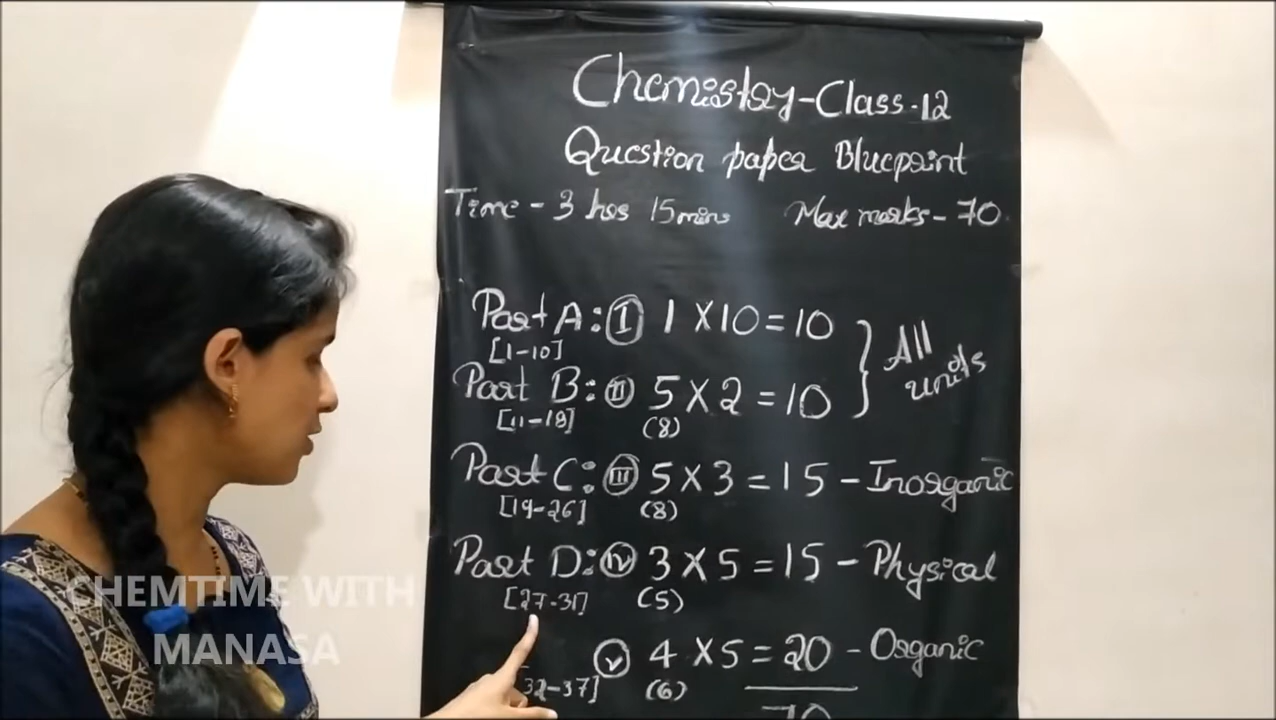 Chemistry-Class-12
Question paper Blueprint
Time - 3 hrs 15mins Max marks - 70
Part A: I 1 X 10 = 10
[1-10]
All units
Part B: II 5 X 2 = 10
[11-18] (8)
Part C: III 5 X 3 = 15 - Inorganic
[19-26] (8)
Part D: IV 3 X 5 = 15 - Physical
[27-31] (5)
V 4 X 5 = 20 - Organic
32-37] (6)
70
CHEMTIME WITH
MANASA